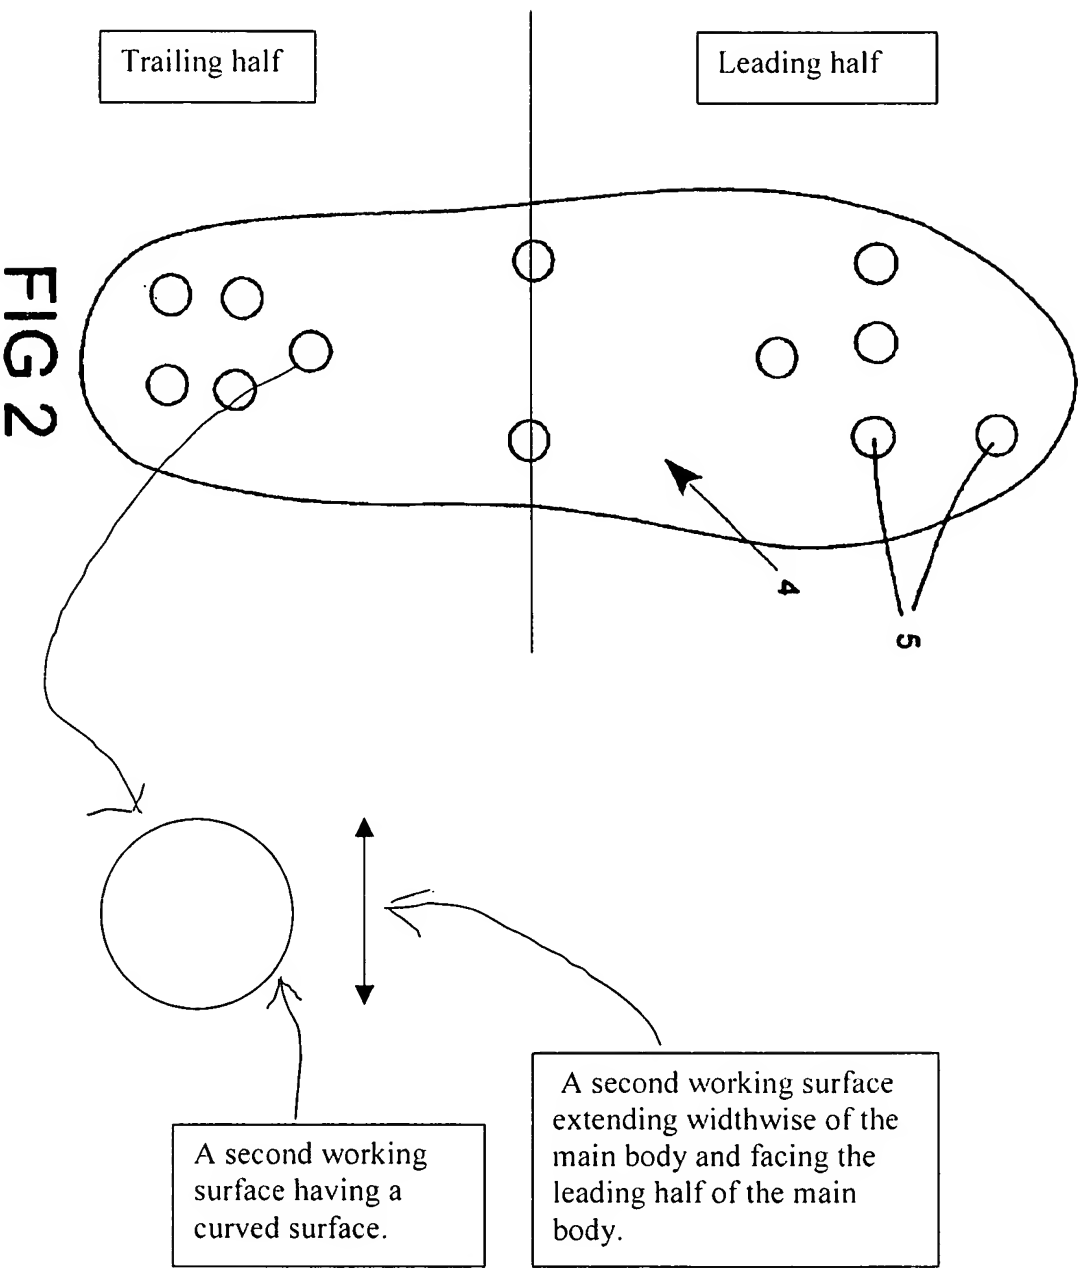 Trailing half
Leading half
FIG 2
4
5
A second working surface
extending widthwise of the
main body and facing the
leading half of the main
body.
A second working
surface having a
curved surface.